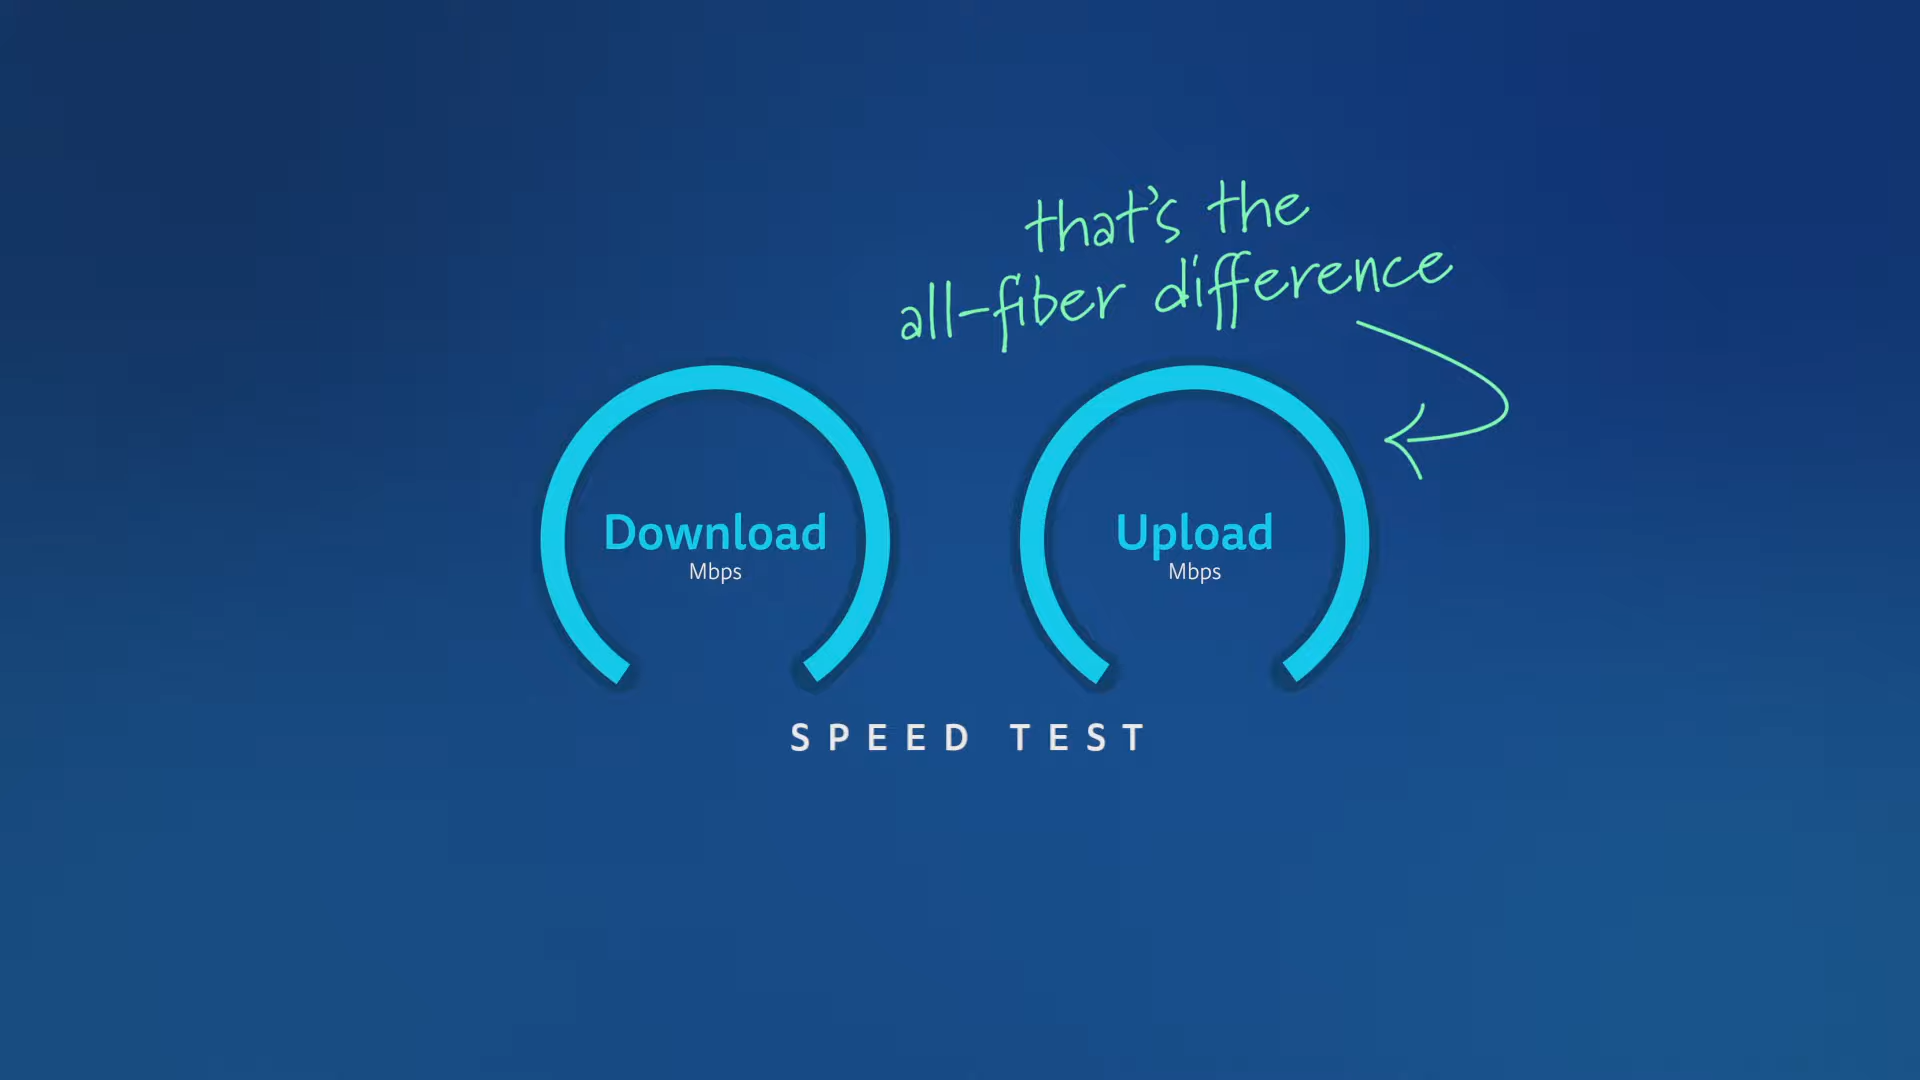 that's the
all-fiber difference
Download
Mbps
Upload
Mbps
SPEED TEST